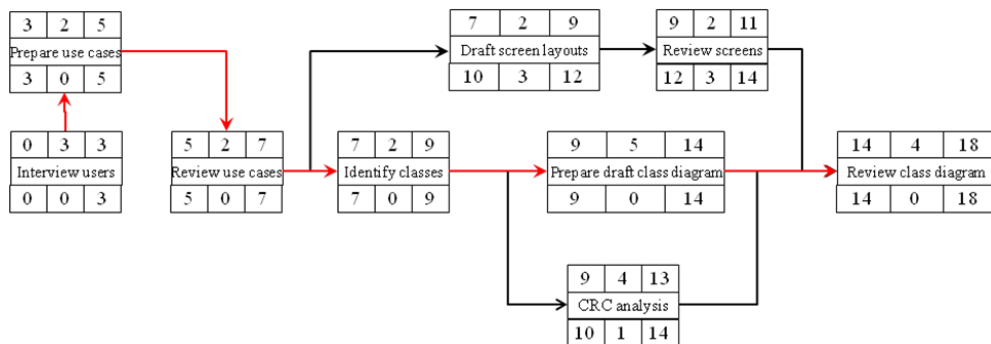 3 2 5
Prepare use cases
3 0 5
7 2 9
Draft screen layouts
10 3 12
9 2 11
Review screens
12 3 14
0 3 3
Interview users
0 0 3
5 2 7
Review use cases
5 0 7
7 2 9
Identify classes
7 0 9
9 5 14
Prepare draft class diagram
9 0 14
14 4 18
Review class diagram
14 0 18
9 4 13
CRC analysis
10 1 14